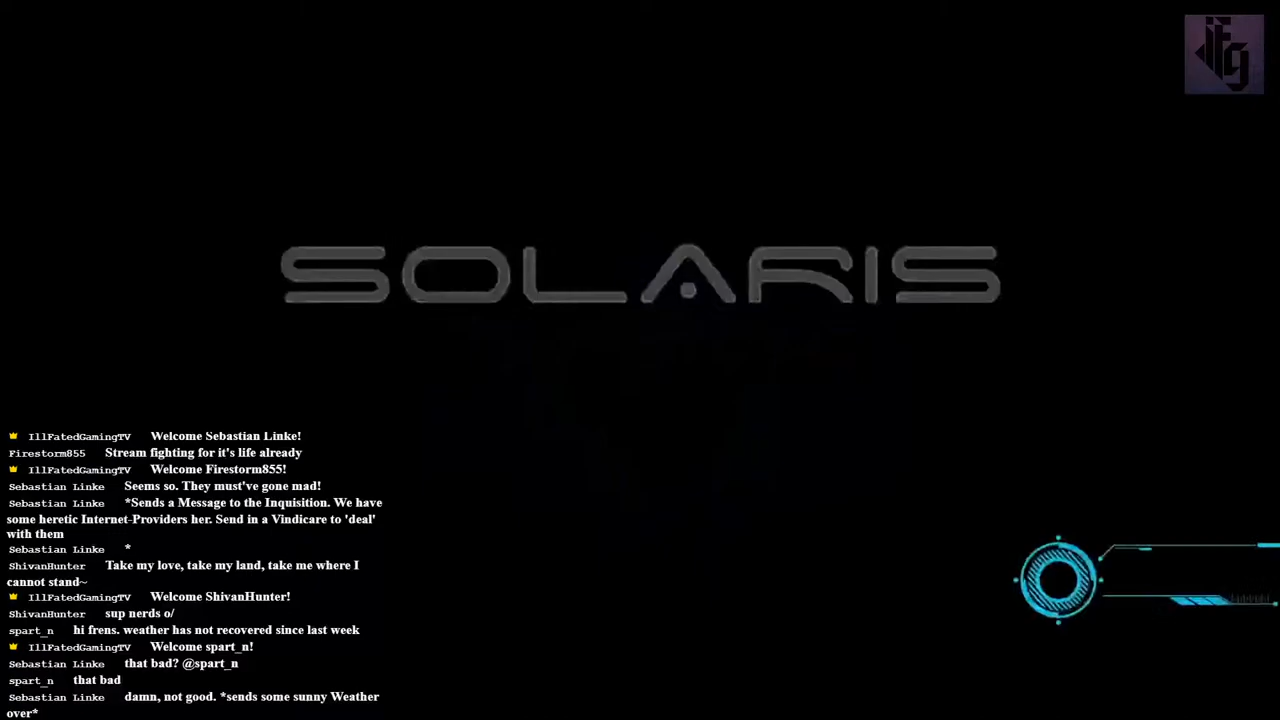 iFg
SOLARIS
IllFatedGamingTV Welcome Sebastian Linke!
Firestorm855 Stream fighting for it's life already
IllFatedGamingTV Welcome Firestorm855!
Sebastian Linke Seems so. They must've gone mad!
Sebastian Linke *Sends a Message to the Inquisition. We have
some heretic Internet-Providers her. Send in a Vindicare to 'deal'
with them
Sebastian Linke *
ShivanHunter Take my love, take my land, take me where I
cannot stand~
IllFatedGamingTV Welcome ShivanHunter!
ShivanHunter sup nerds o/
spart_n hi frens. weather has not recovered since last week
IllFatedGamingTV Welcome spart_n!
Sebastian Linke that bad? @spart_n
spart_n that bad
Sebastian Linke damn, not good. *sends some sunny Weather
over*